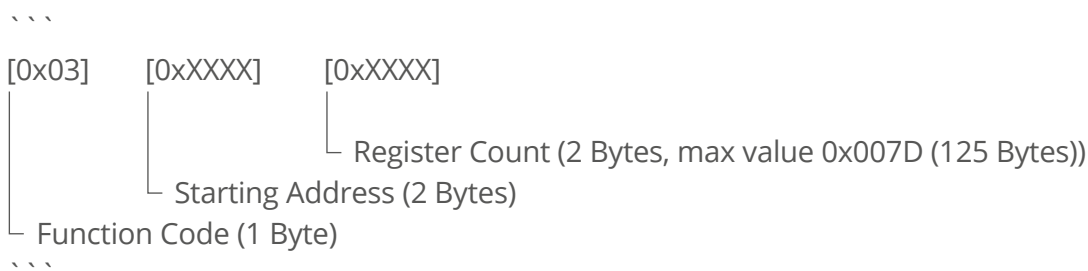 ```
[0x03] [0xXXXX] [0xXXXX]
Register Count (2 Bytes, max value 0x007D (125 Bytes))
Starting Address (2 Bytes)
Function Code (1 Byte)
```